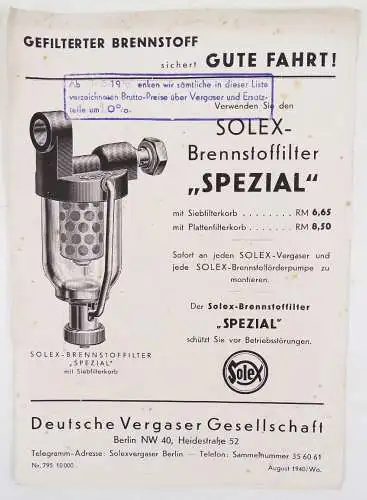 GEFILTERTER BRENNSTOFF
sichert GUTE FAHRT!
Ab 19 enken wir sämtliche in dieser Liste
verzeichneten Brutto-Preise über Vergaser und Ersatz-
teile um 0%.
Verwenden Sie den
SOLEX-
Brennstoffilter
„SPEZIAL"
mit Siebfilterkorb . . . . . . . . RM 6,65
mit Plattenfilterkorb . . . . . . . RM 8,50
Sofort an jeden SOLEX-Vergaser und
jede SOLEX-Brennstofförderpumpe zu
montieren.
Der Solex-Brennstoffilter
„SPEZIAL"
schützt Sie vor Betriebsstörungen.
SOLEX
SOLEX-BRENNSTOFFILTER
„SPEZIAL"
mit Siebfilterkorb
Deutsche Vergaser Gesellschaft
Berlin NW 40, Heidestraße 52
Telegramm-Adresse: Solexvergaser Berlin — Telefon: Sammelnummer 35 60 61
Nr. 795 10 000 August 1940/Wo.